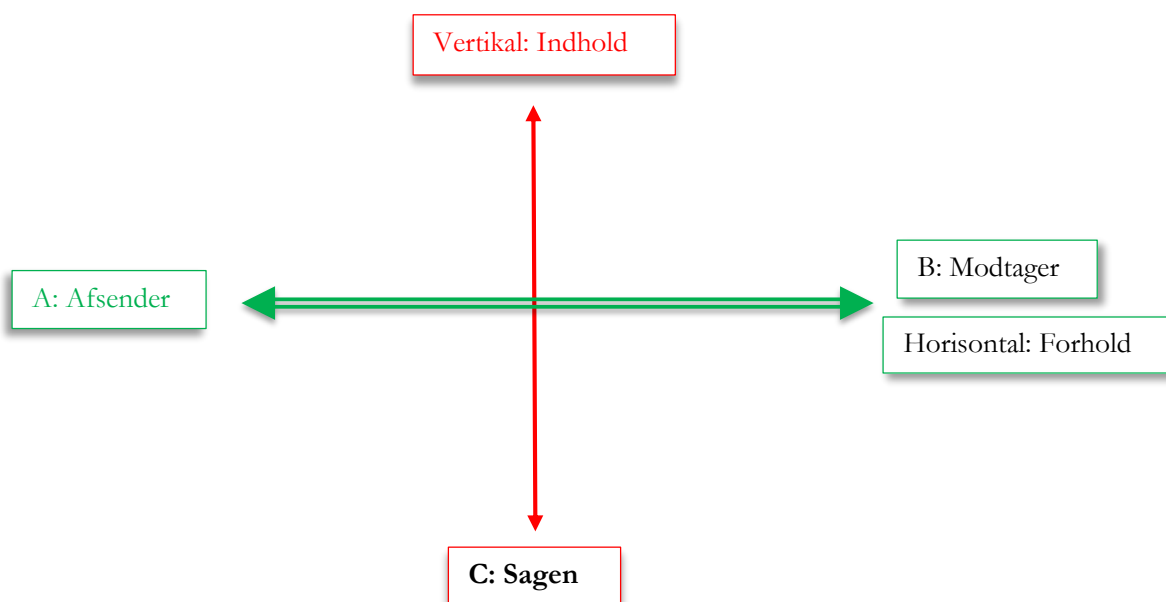 Vertikal: Indhold
A: Afsender
B: Modtager
Horisontal: Forhold
C: Sagen